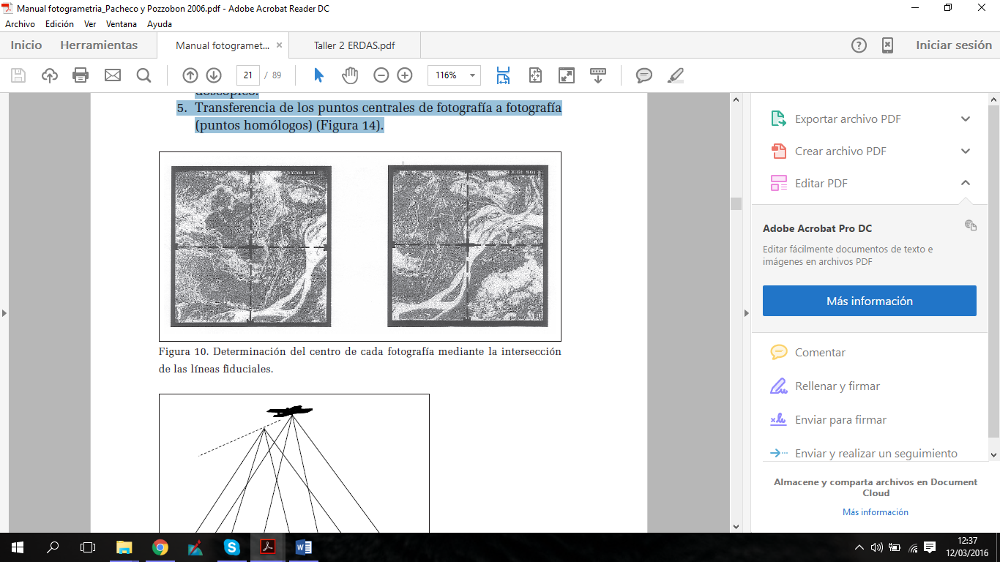 Manual fotogrametria_Pacheco y Pozzobon 2006.pdf - Adobe Acrobat Reader DC
Archivo Edición Ver Ventana Ayuda
Inicio Herramientas Manual fotogramet... × Taller 2 ERDAS.pdf Iniciar sesión
21 / 89 116%
doscópico.
5. Transferencia de los puntos centrales de fotografía a fotografía
(puntos homólogos) (Figura 14).
Figura 10. Determinación del centro de cada fotografía mediante la intersección
de las líneas fiduciales.
Exportar archivo PDF
Crear archivo PDF
Editar PDF
Adobe Acrobat Pro DC
Editar fácilmente documentos de texto e
imágenes en archivos PDF
Más información
Comentar
Rellenar y firmar
Enviar para firmar
Enviar y realizar un seguimiento
Almacene y comparta archivos en Document
Cloud
Más información
12:37
12/03/2016